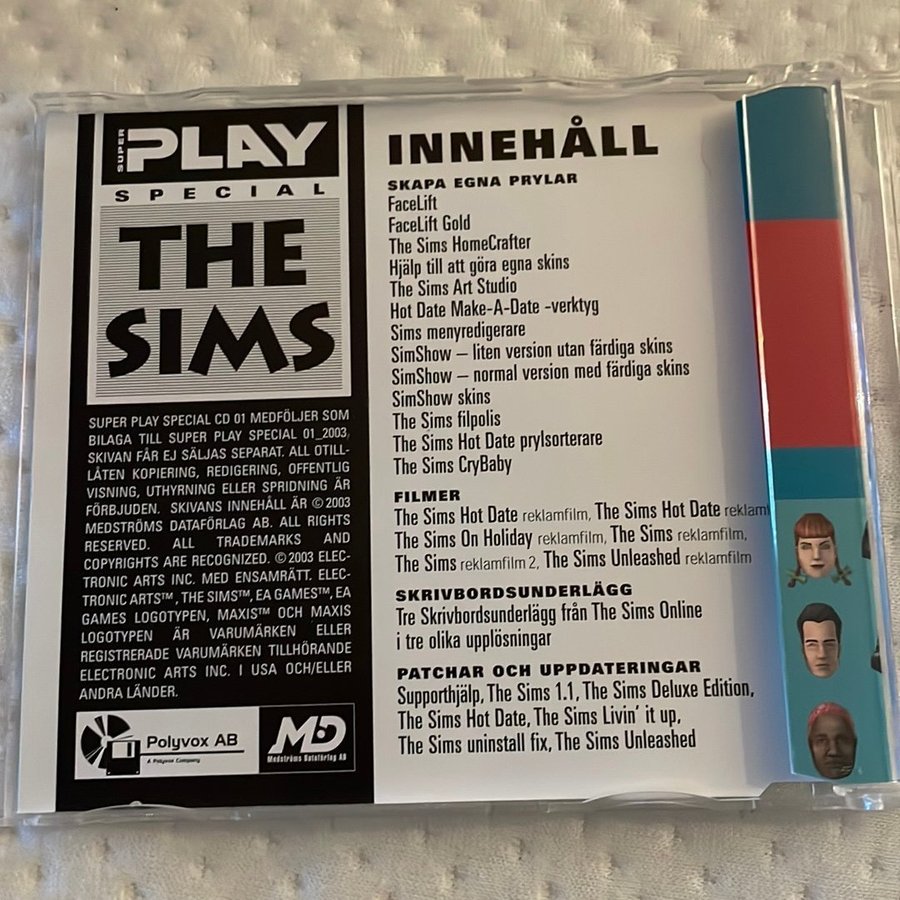 SUPER PLAY
SPECIAL
THE
SIMS
SUPER PLAY SPECIAL CD 01 MEDFÖLJER SOM
BILAGA TILL SUPER PLAY SPECIAL 01_2003.
SKIVAN FÅR EJ SÄLJAS SEPARAT. ALL OTILL-
LÅTEN KOPIERING, REDIGERING, OFFENTLIG
VISNING, UTHYRNING ELLER SPRIDNING ÄR
FÖRBJUDEN. SKIVANS INNEHÅLL ÄR © 2003
MEDSTRÖMS DATAFÖRLAG AB. ALL RIGHTS
RESERVED. ALL TRADEMARKS AND
COPYRIGHTS ARE RECOGNIZED. © 2003 ELEC-
TRONIC ARTS INC. MED ENSAMRÄTT. ELEC-
TRONIC ARTS™, THE SIMS™, EA GAMES™, EA
GAMES LOGOTYPEN, MAXIS™ OCH MAXIS
LOGOTYPEN ÄR VARUMÄRKEN ELLER
REGISTRERADE VARUMÄRKEN TILLHÖRANDE
ELECTRONIC ARTS INC. I USA OCH/ELLER
ANDRA LÄNDER.
Polyvox AB
A Polyvox Company
MD
Medströms Dataförlag AB
INNEHÅLL
SKAPA EGNA PRYLAR
FaceLift
FaceLift Gold
The Sims HomeCrafter
Hjälp till att göra egna skins
The Sims Art Studio
Hot Date Make-A-Date -verktyg
Sims menyredigerare
SimShow – liten version utan färdiga skins
SimShow – normal version med färdiga skins
SimShow skins
The Sims filpolis
The Sims Hot Date prylsorterare
The Sims CryBaby
FILMER
The Sims Hot Date reklamfilm, The Sims Hot Date reklam
The Sims On Holiday reklamfilm, The Sims reklamfilm,
The Sims reklamfilm 2, The Sims Unleashed reklamfilm
SKRIVBORDSUNDERLÄGG
Tre Skrivbordsunderlägg från The Sims Online
i tre olika upplösningar
PATCHAR OCH UPPDATERINGAR
Supporthjälp, The Sims 1.1, The Sims Deluxe Edition,
The Sims Hot Date, The Sims Livin' it up,
The Sims uninstall fix, The Sims Unleashed